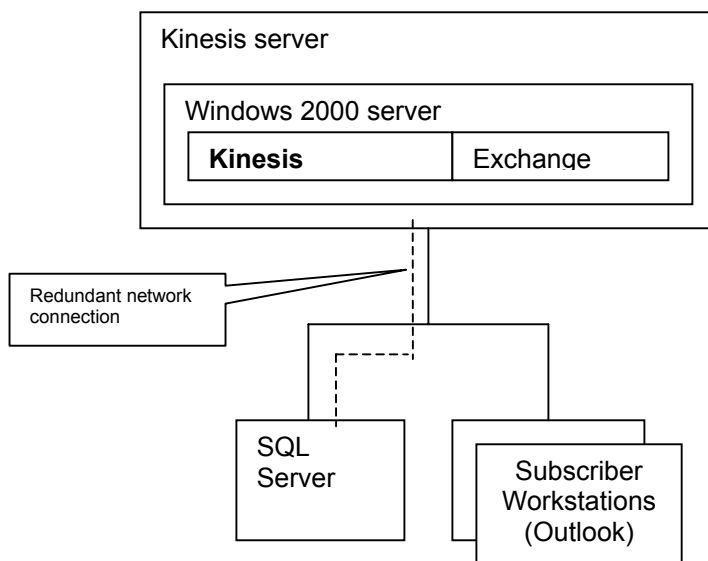 Kinesis server
Windows 2000 server
Kinesis
Exchange
Redundant network
connection
SQL
Server
Subscriber
Workstations
(Outlook)